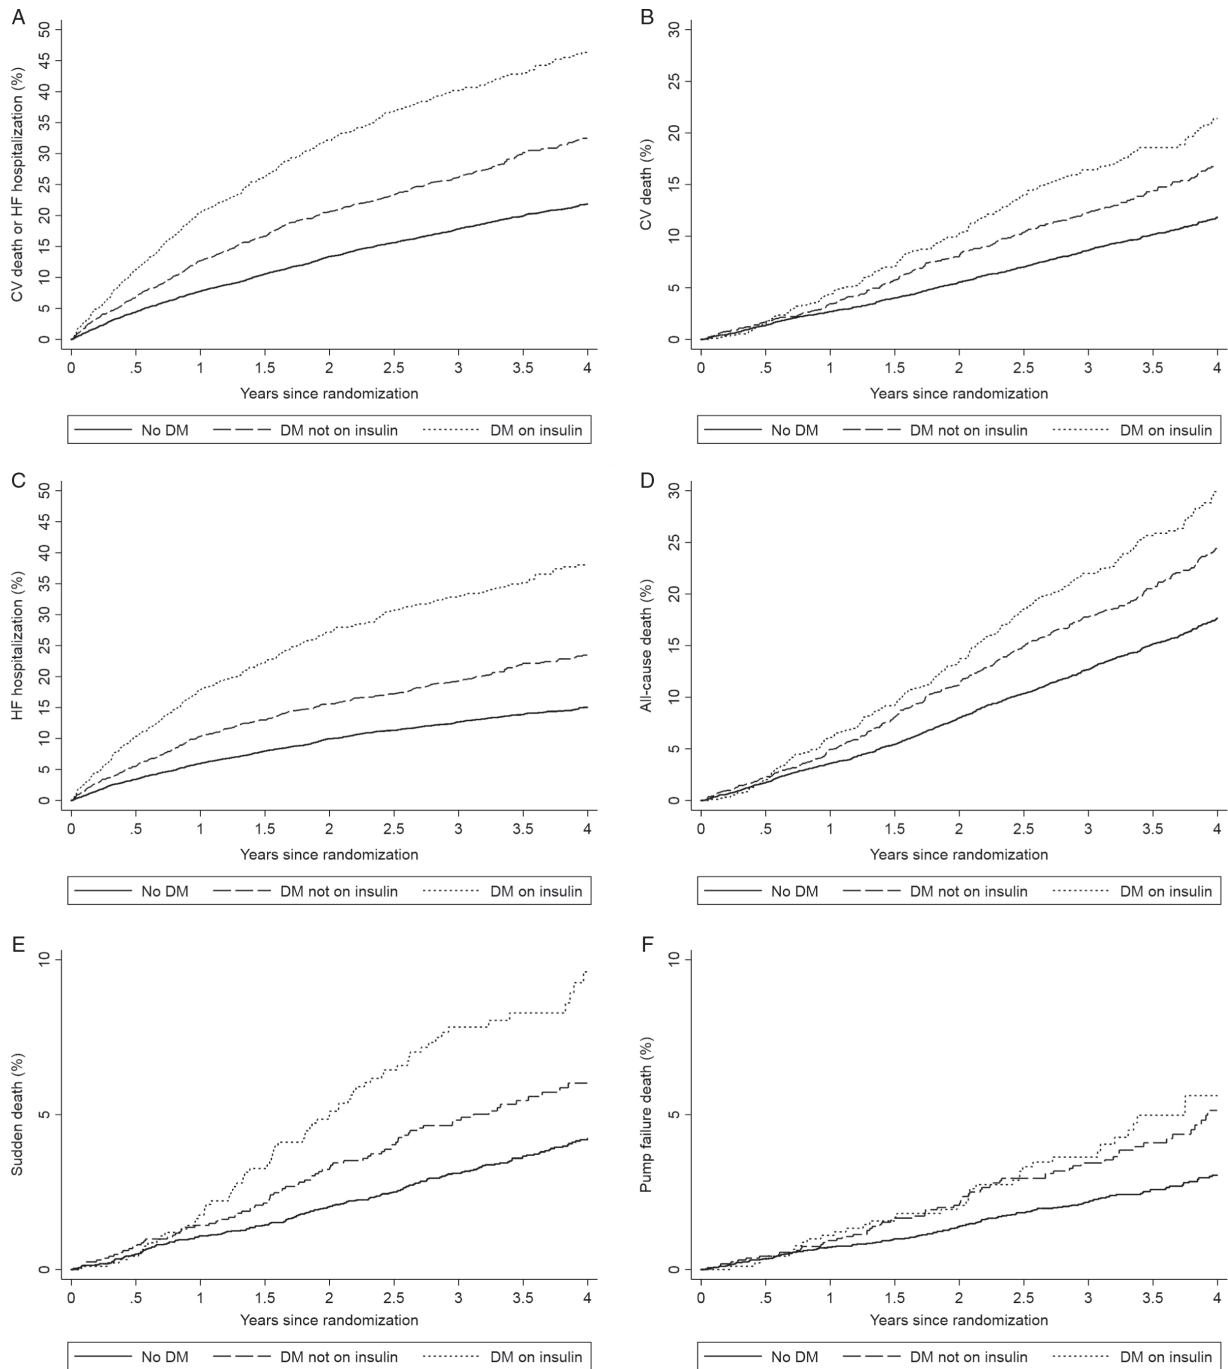 A
CV death or HF hospitalization (%)
50
45
40
35
30
25
20
15
10
5
0
0 .5 1 1.5 2 2.5 3 3.5 4
Years since randomization
No DM DM not on insulin DM on insulin
B
CV death (%)
30
25
20
15
10
5
0
0 .5 1 1.5 2 2.5 3 3.5 4
Years since randomization
No DM DM not on insulin DM on insulin
C
HF hospitalization (%)
50
45
40
35
30
25
20
15
10
5
0
0 .5 1 1.5 2 2.5 3 3.5 4
Years since randomization
No DM DM not on insulin DM on insulin
D
All-cause death (%)
30
25
20
15
10
5
0
0 .5 1 1.5 2 2.5 3 3.5 4
Years since randomization
No DM DM not on insulin DM on insulin
E
Sudden death (%)
10
5
0
0 .5 1 1.5 2 2.5 3 3.5 4
Years since randomization
No DM DM not on insulin DM on insulin
F
Pump failure death (%)
10
5
0
0 .5 1 1.5 2 2.5 3 3.5 4
Years since randomization
No DM DM not on insulin DM on insulin